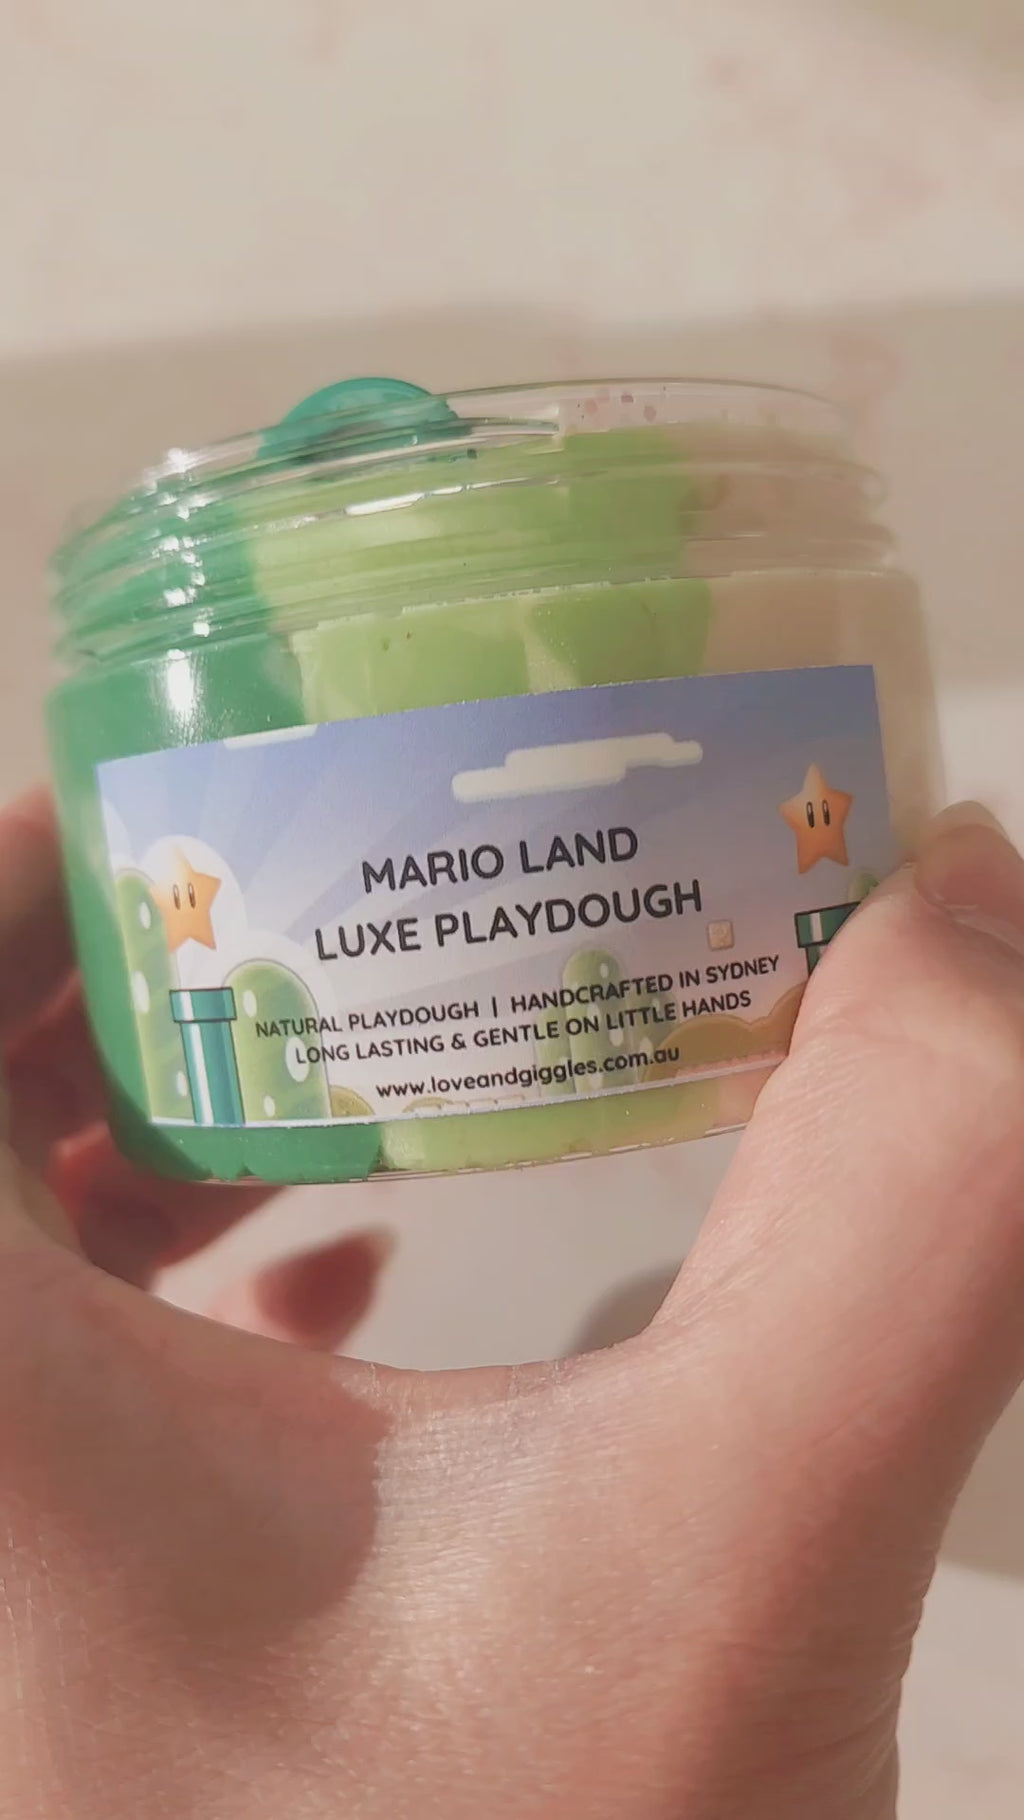 MARIO LAND
LUXE PLAYDOUGH
NATURAL PLAYDOUGH | HANDCRAFTED IN SYDNEY
LONG LASTING & GENTLE ON LITTLE HANDS
www.loveandgiggles.com.au